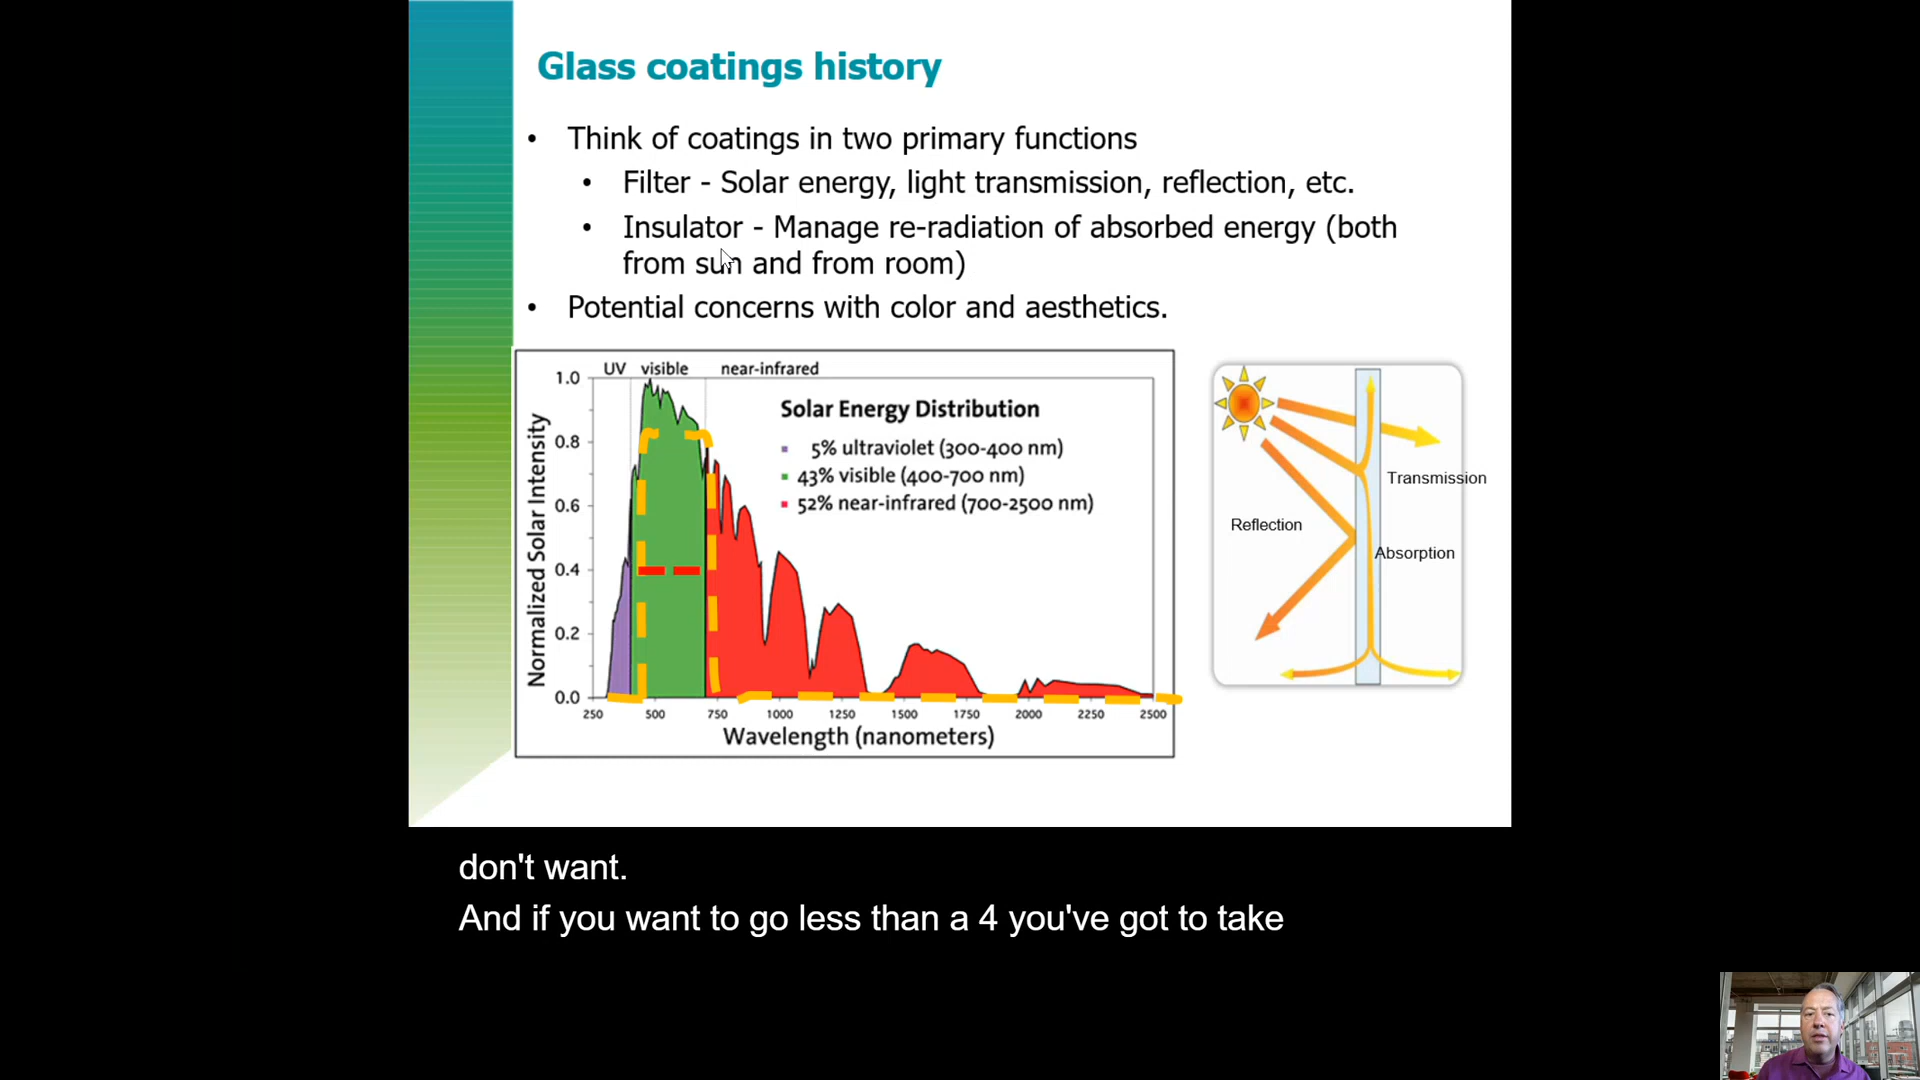 Glass coatings history
• Think of coatings in two primary functions
• Filter - Solar energy, light transmission, reflection, etc.
• Insulator - Manage re-radiation of absorbed energy (both
from sun and from room)
• Potential concerns with color and aesthetics.
UV visible near-infrared
Normalized Solar Intensity
1.0
0.8
0.6
0.4
0.2
0.0
Solar Energy Distribution
5% ultraviolet (300-400 nm)
43% visible (400-700 nm)
52% near-infrared (700-2500 nm)
250 500 750 1000 1250 1500 1750 2000 2250 2500
Wavelength (nanometers)
Transmission
Reflection
Absorption
don't want.
And if you want to go less than a 4 you've got to take